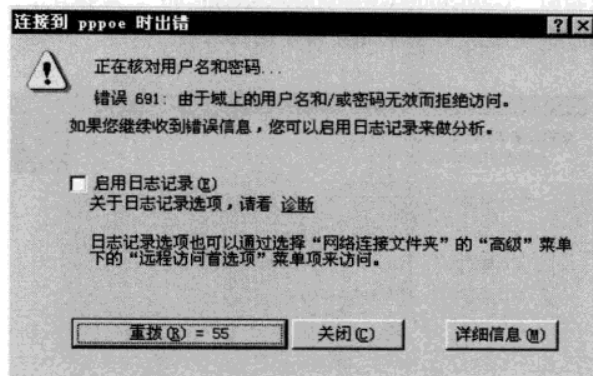 连接到 pppoe 时出错
正在核对用户名和密码...
错误 691: 由于域上的用户名和/或密码无效而拒绝访问。
如果您继续收到错误信息，您可以启用日志记录来做分析。
启用日志记录(E)
关于日志记录选项，请看 诊断
日志记录选项也可以通过选择“网络连接文件夹”的“高级”菜单
下的“远程访问首选项”菜单项来访问。
重拨(R) = 55 关闭(C) 详细信息(M)